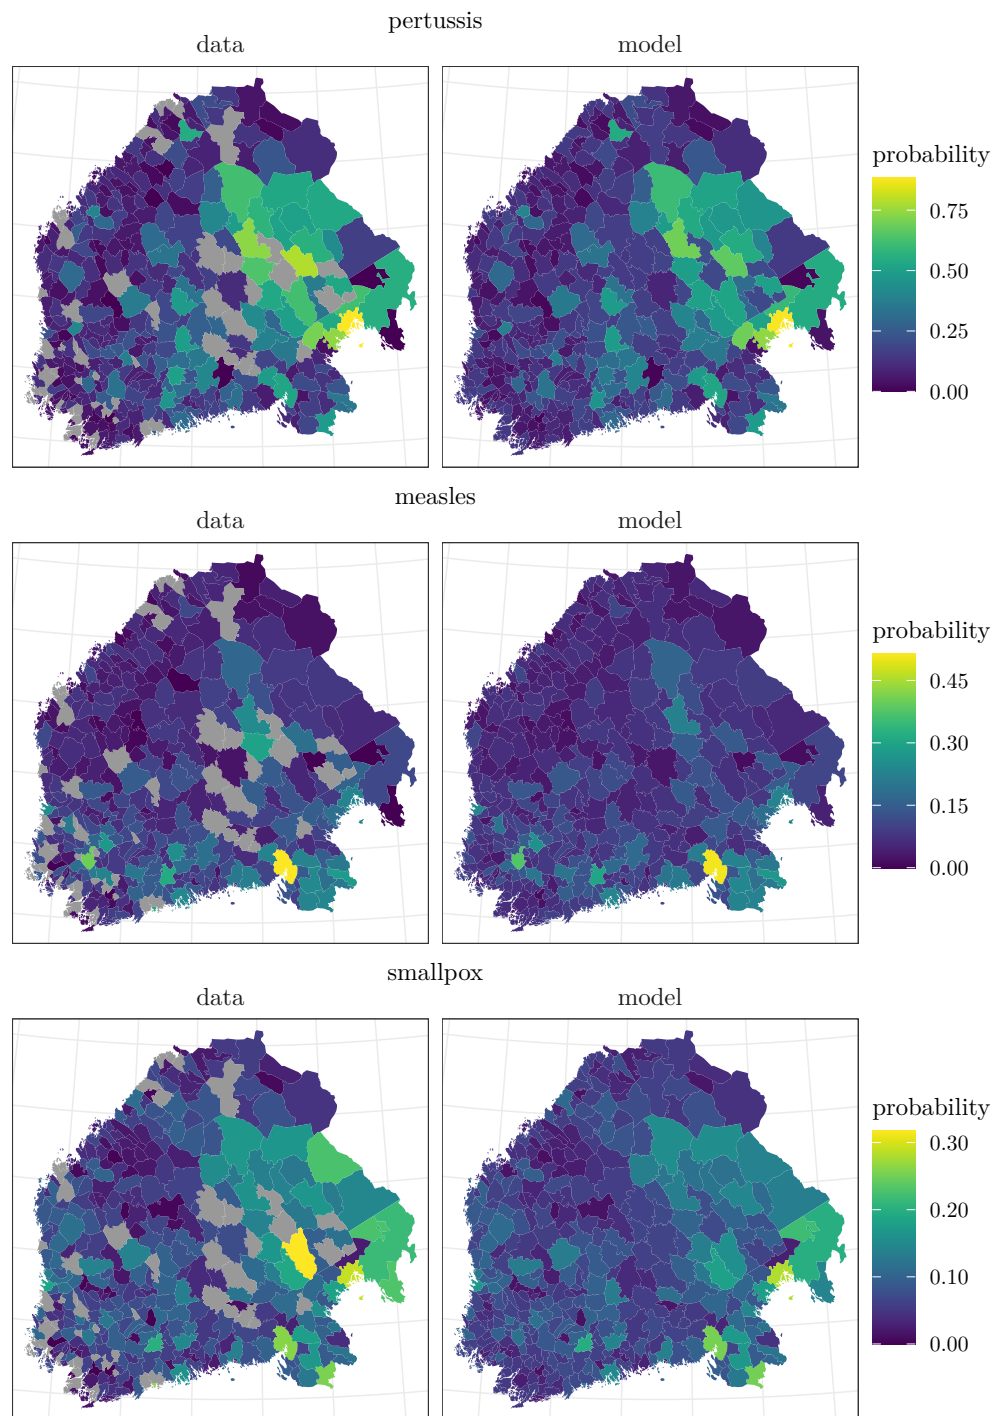 pertussis
data model
probability
0.75
0.50
0.25
0.00
measles
data model
probability
0.45
0.30
0.15
0.00
smallpox
data model
probability
0.30
0.20
0.10
0.00